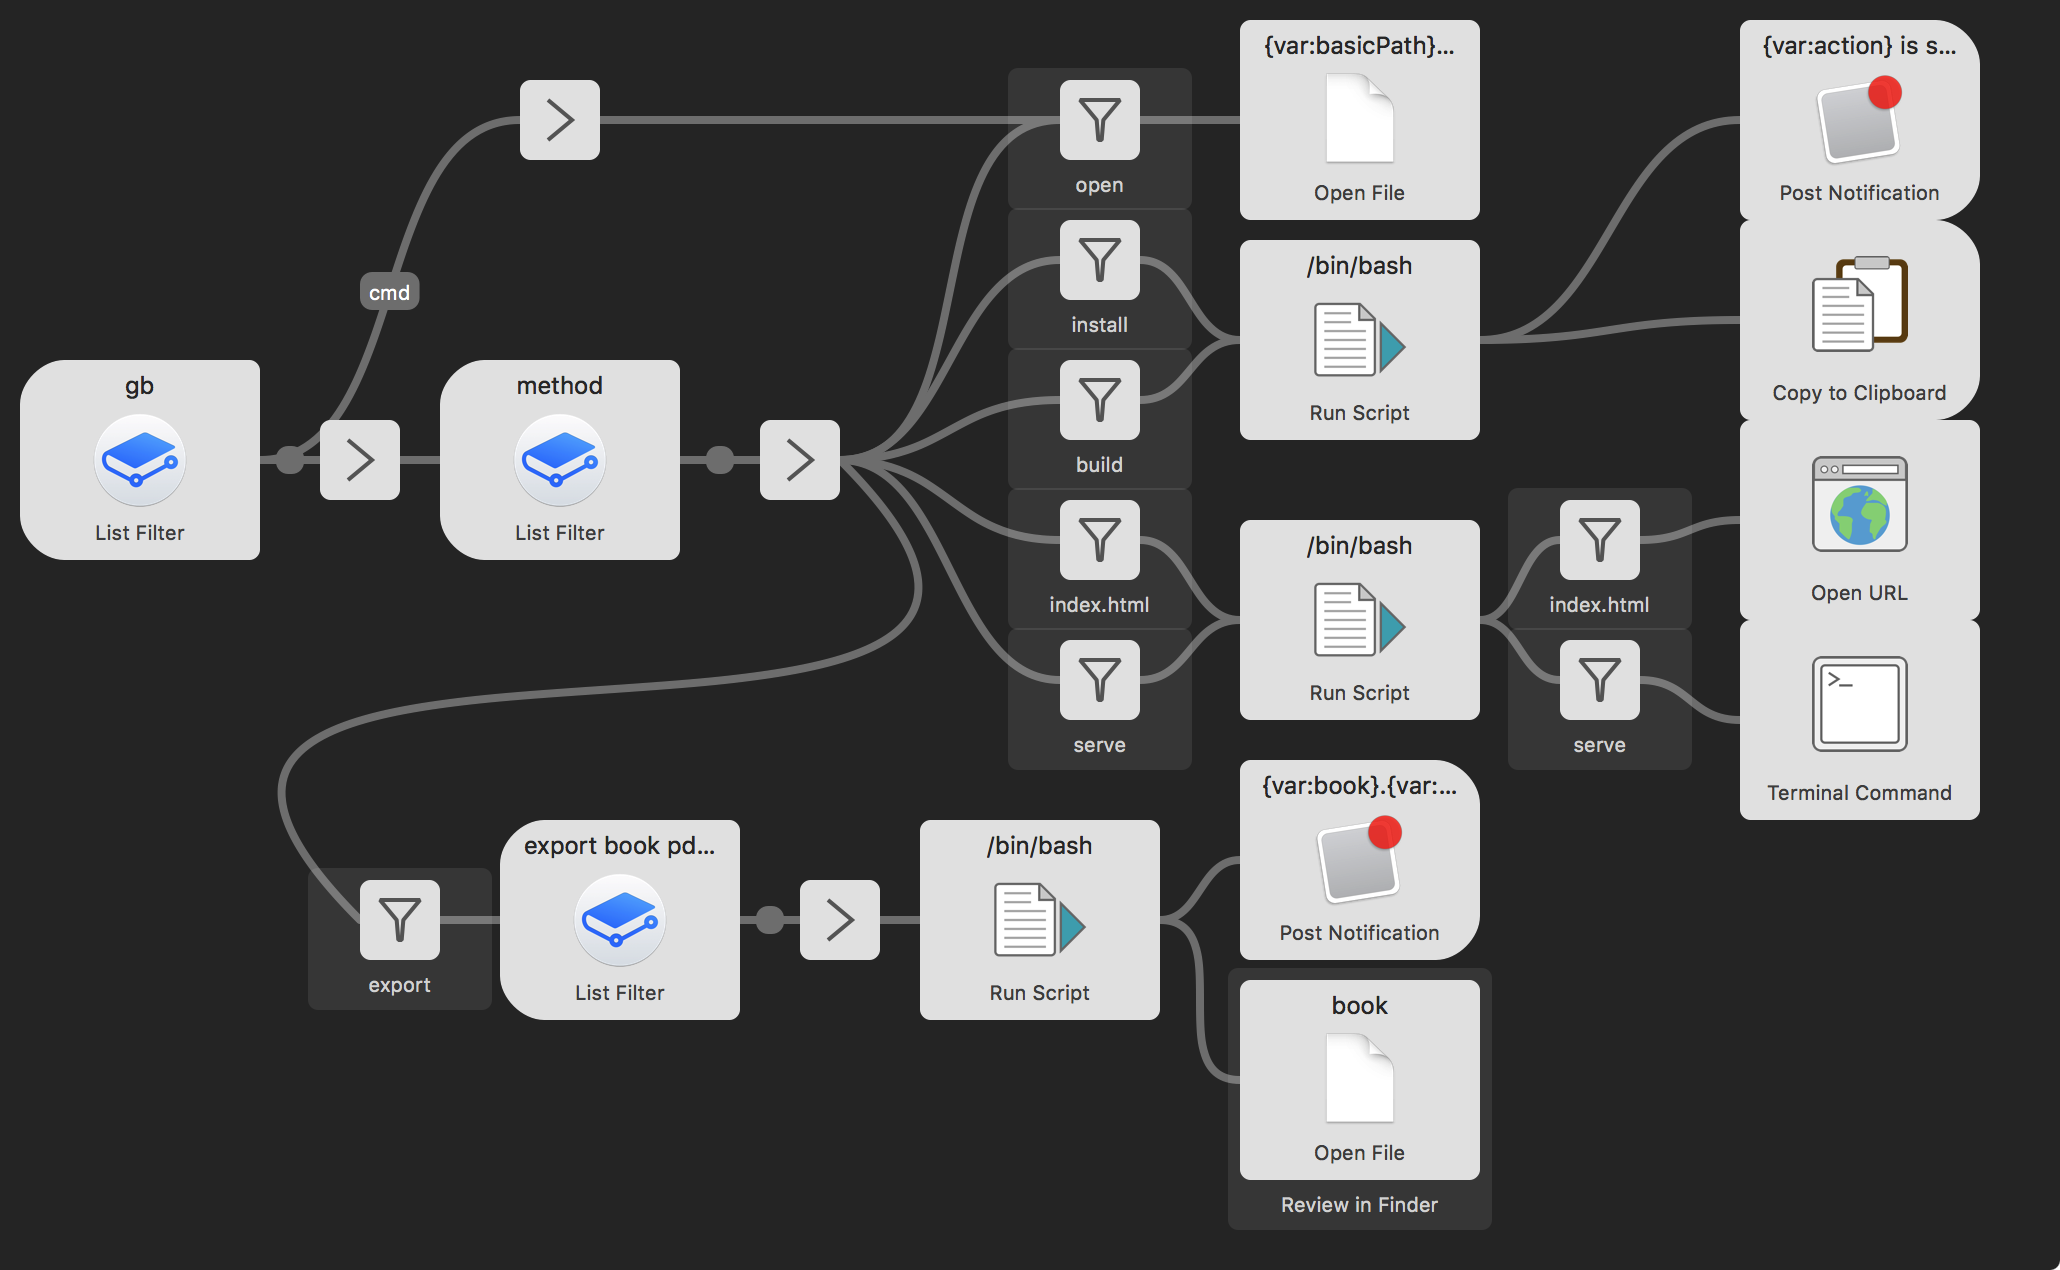 {var:basicPath}...
Open File
{var:action} is s...
Post Notification
open
cmd
install
/bin/bash
Run Script
Copy to Clipboard
gb
List Filter
method
List Filter
build
index.html
serve
/bin/bash
Run Script
index.html
serve
Open URL
>_
Terminal Command
export
export book pd...
List Filter
/bin/bash
Run Script
{var:book}.{var:...
Post Notification
book
Open File
Review in Finder